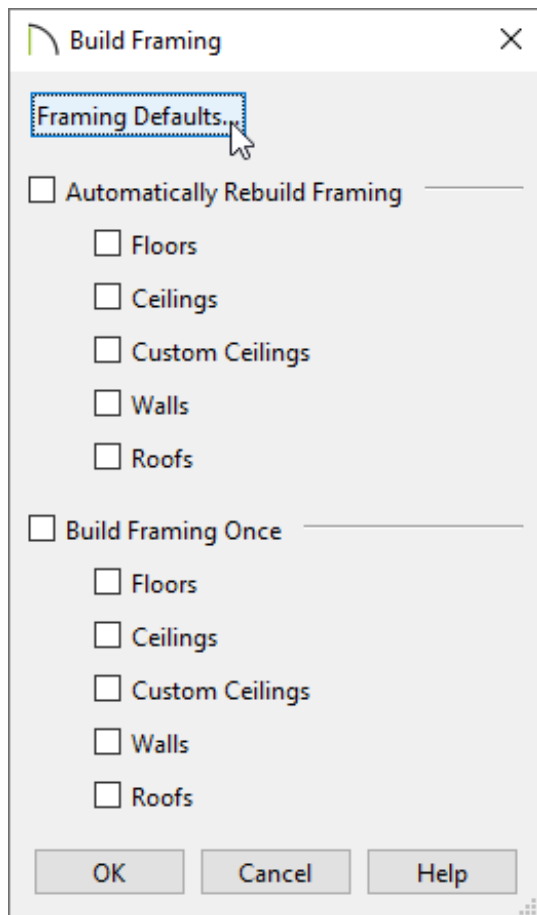 Build Framing
Framing Defaults...
Automatically Rebuild Framing
Floors
Ceilings
Custom Ceilings
Walls
Roofs
Build Framing Once
Floors
Ceilings
Custom Ceilings
Walls
Roofs
OK Cancel Help